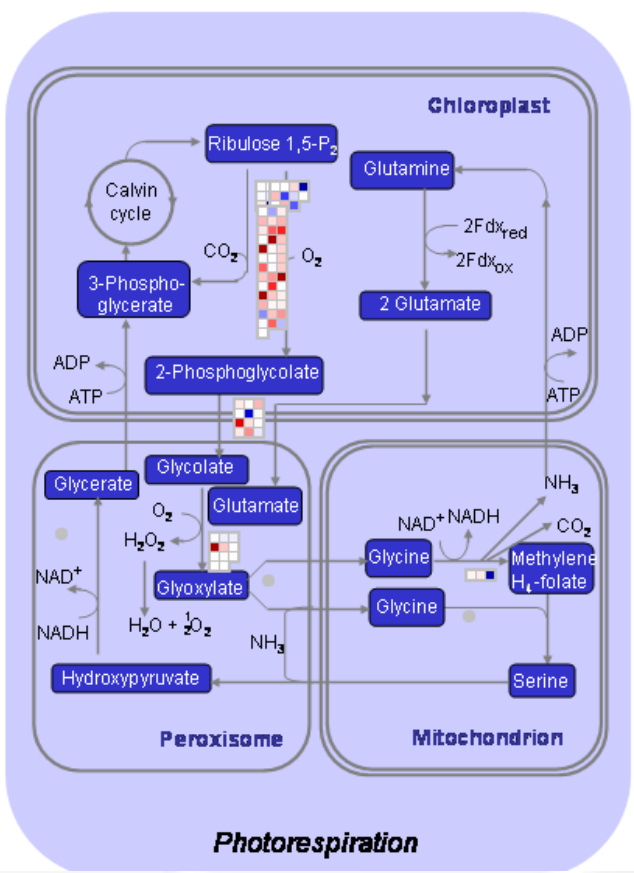 Chloroplast
Ribulose 1,5-P₂
Glutamine
Calvin
cycle
2Fdx_red
CO₂
O₂
2Fdx_ox
3-Phospho-
glycerate
2 Glutamate
ADP
ATP
2-Phosphoglycolate
ADP
ATP
Glycolate
Glycerate
Glutamate
NH₃
O₂
NAD⁺
NADH
CO₂
H₂O₂
Glycine
Methylene
H₄-folate
NAD⁺
Glyoxylate
Glycine
NADH
H₂O + ½O₂
NH₃
Hydroxypyruvate
Serine
Peroxisome
Mitochondrion
Photorespiration